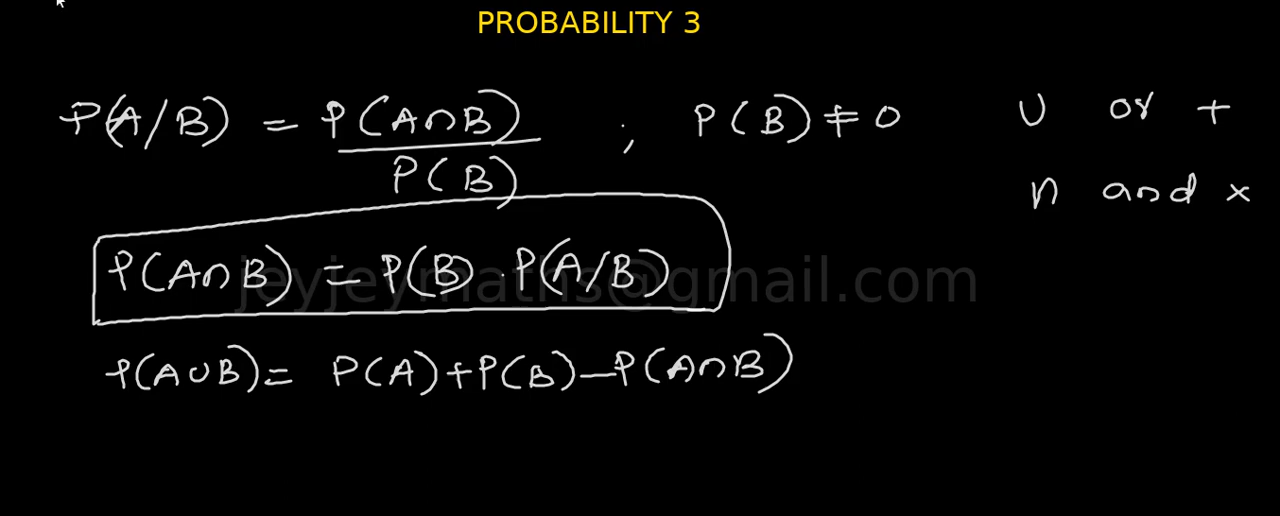 PROBABILITY 3
P(A/B) = P(A∩B) / P(B) ; P(B) ≠ 0
∪ or +
∩ and ×
P(A∩B) = P(B) . P(A/B)
jeyjeymaths@gmail.com
P(A∪B) = P(A)+P(B)–P(A∩B)